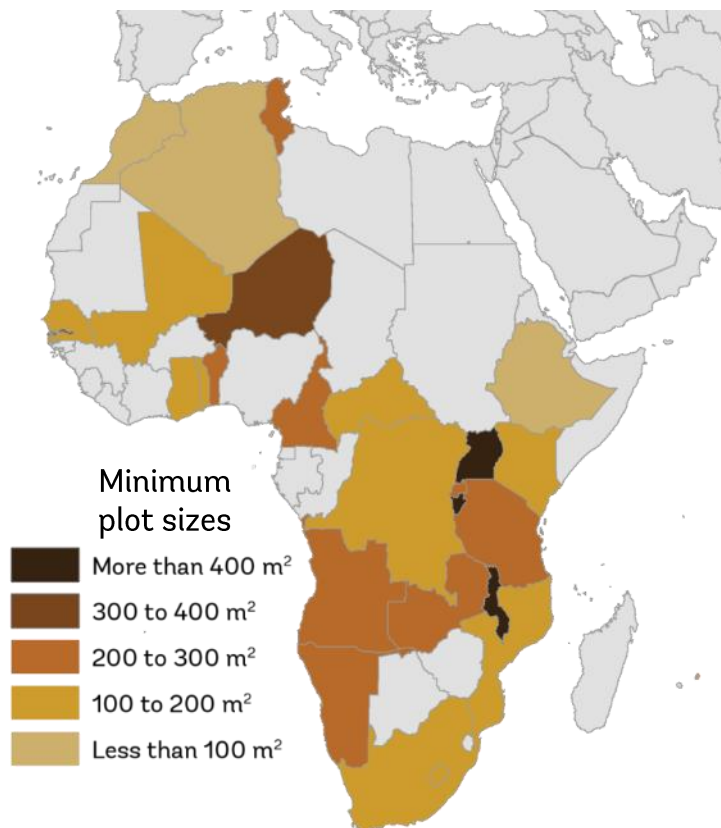 Minimum
plot sizes
More than 400 m²
300 to 400 m²
200 to 300 m²
100 to 200 m²
Less than 100 m²